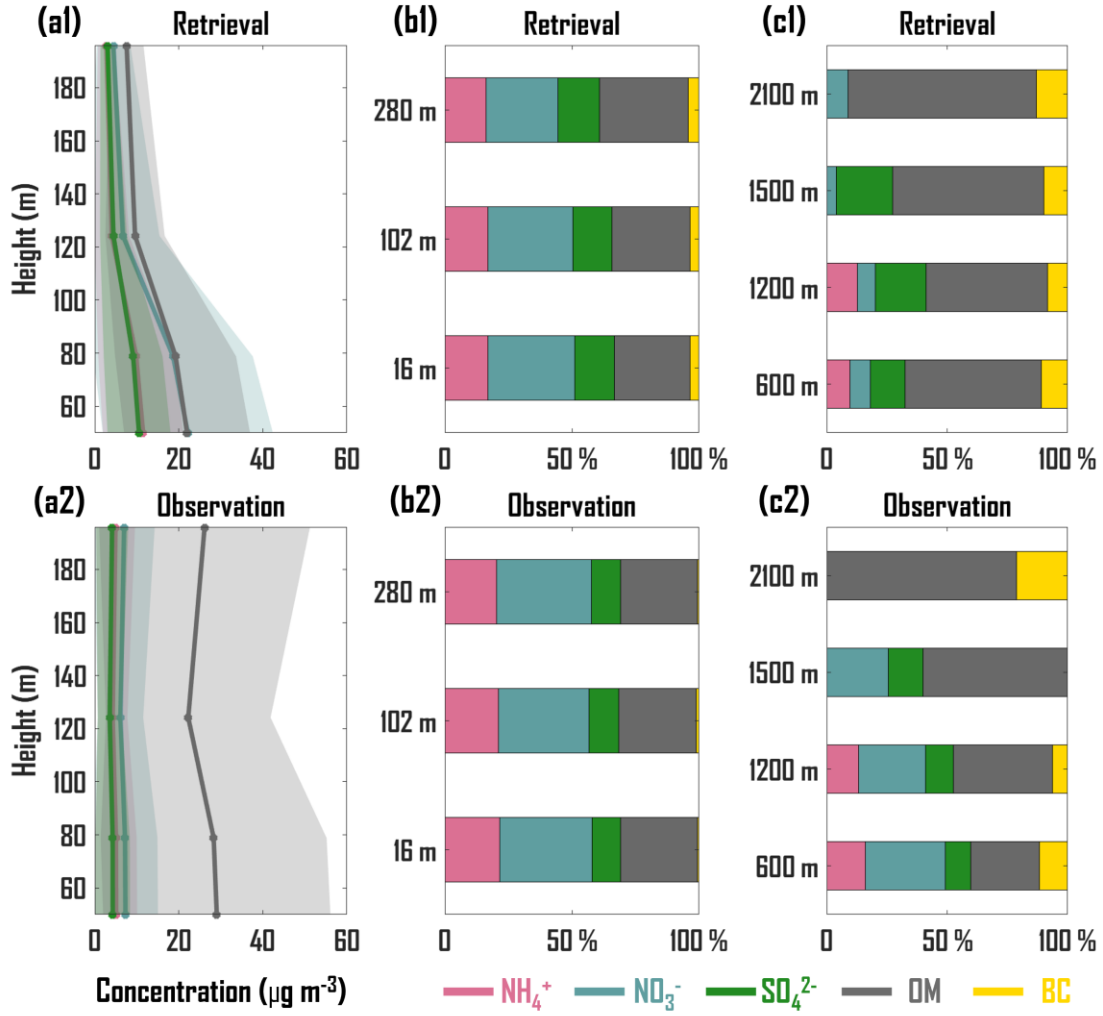 (a1) Retrieval
Height (m)
180
160
140
120
100
80
60
0 20 40 60
(b1) Retrieval
280 m
102 m
16 m
0 50 % 100 %
(c1) Retrieval
2100 m
1500 m
1200 m
600 m
0 50 % 100 %
(a2) Observation
Height (m)
180
160
140
120
100
80
60
0 20 40 60
Concentration (μg m⁻³)
(b2) Observation
280 m
102 m
16 m
0 50 % 100 %
(c2) Observation
2100 m
1500 m
1200 m
600 m
0 50 % 100 %
NH₄⁺ NO₃⁻ SO₄²⁻ OM BC